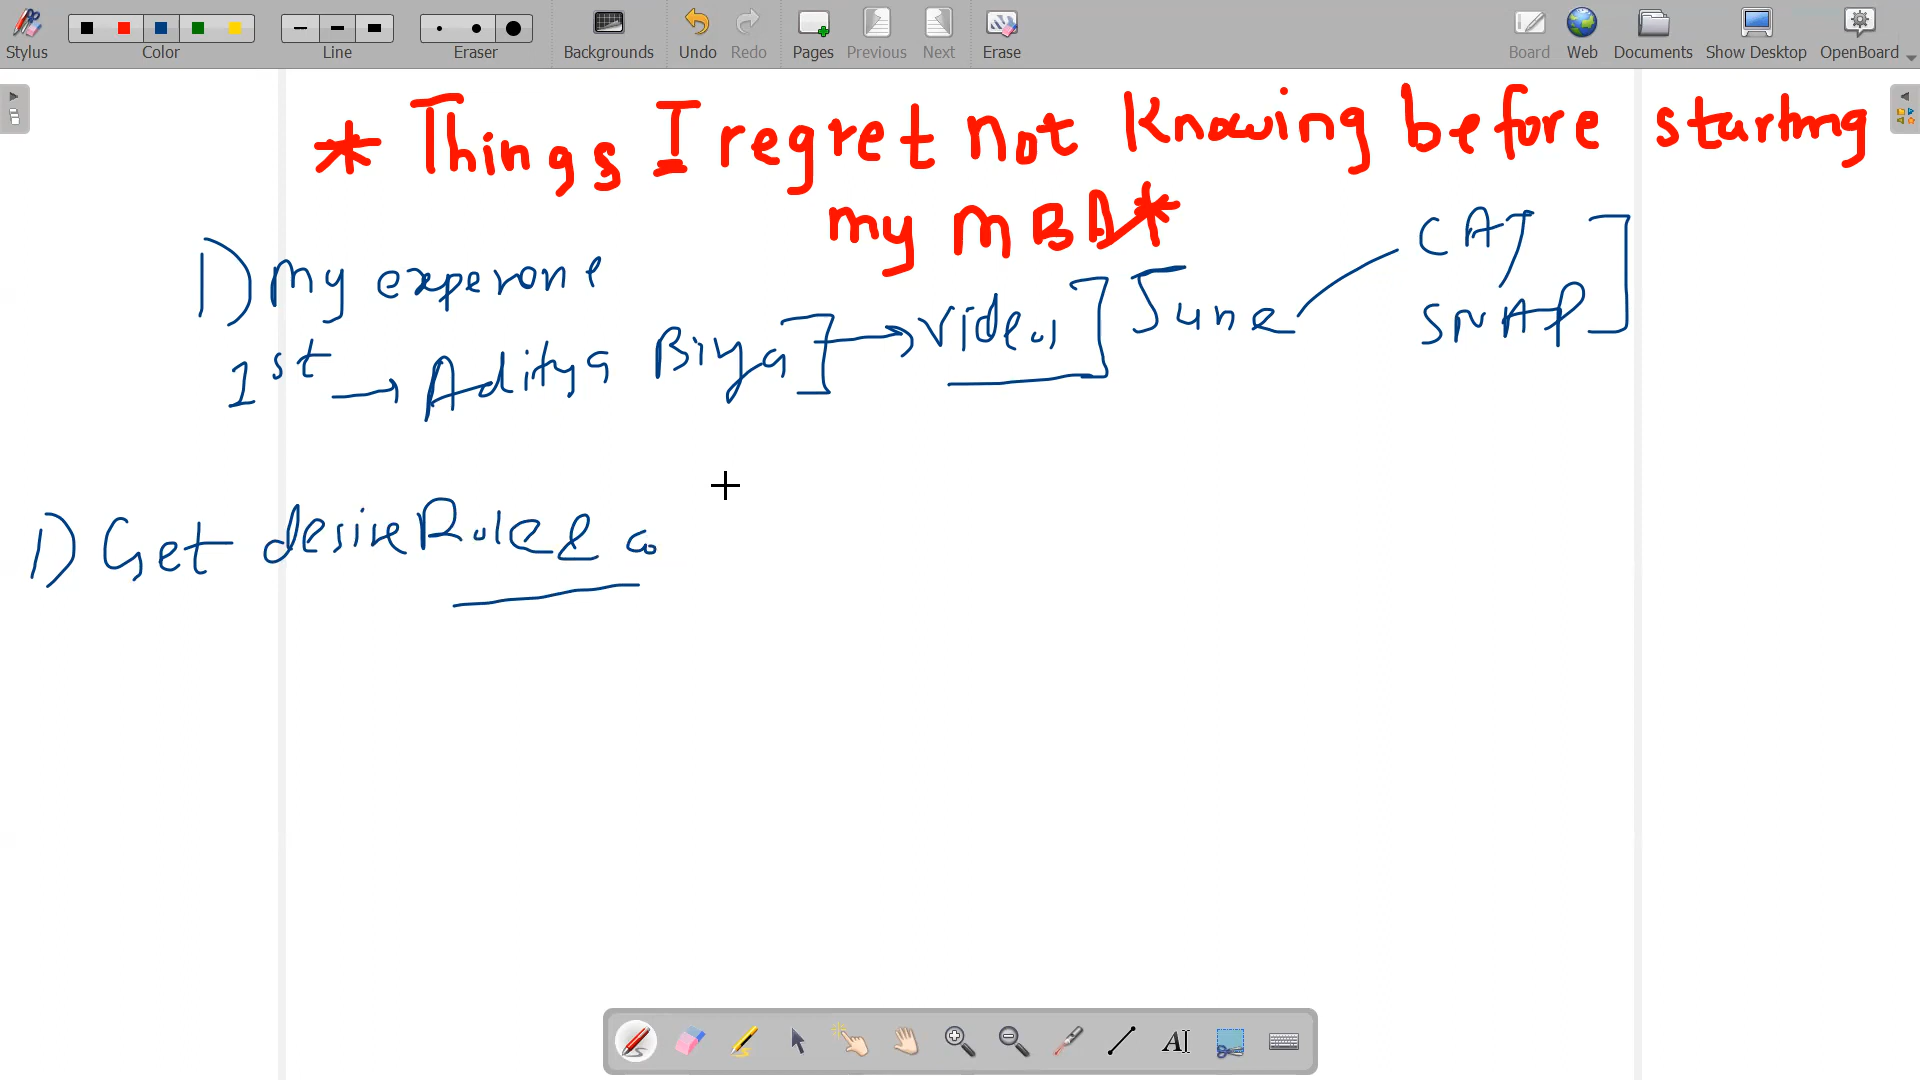 Stylus Color Line Eraser Backgrounds Undo Redo Pages Previous Next Erase Board Web Documents Show Desktop OpenBoard
* Things I regret not Knowing before starting
my MBA *
1) My experone
1st → Aditya Birya] → Video] June CAT
SNAP]
1) Get desire Role & co